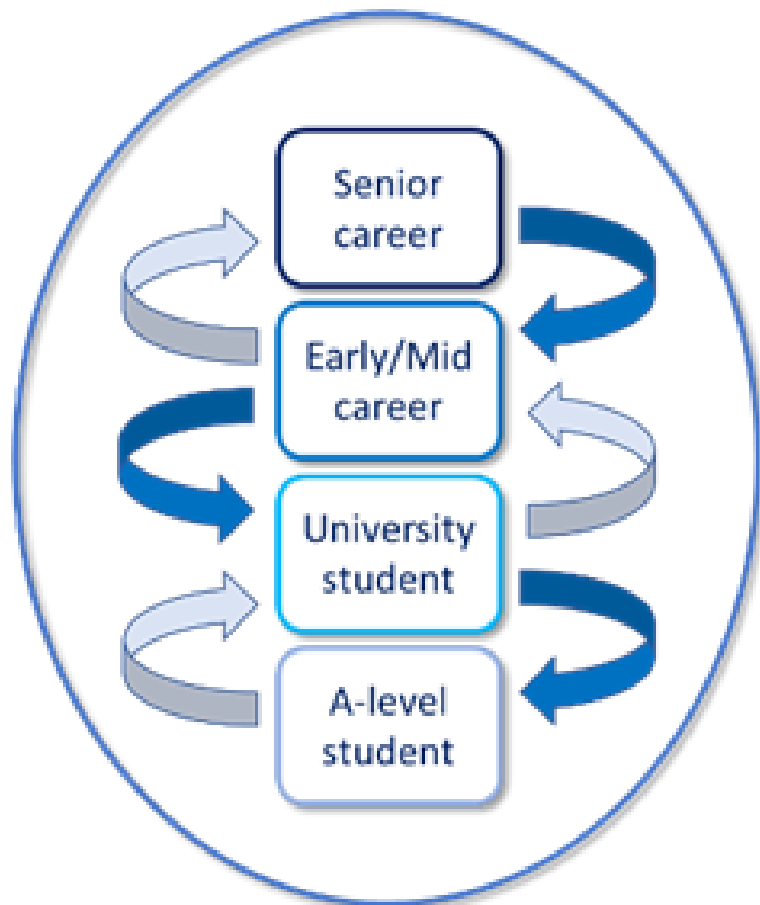 Senior
career
Early/Mid
career
University
student
A-level
student